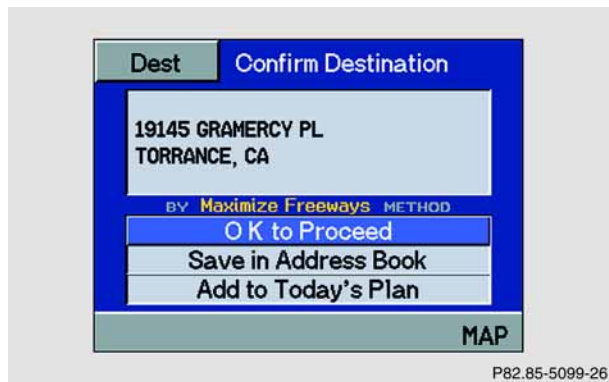 Dest Confirm Destination
19145 GRAMERCY PL
TORRANCE, CA
BY Maximize Freeways METHOD
OK to Proceed
Save in Address Book
Add to Today's Plan
MAP
P82.85-5099-26